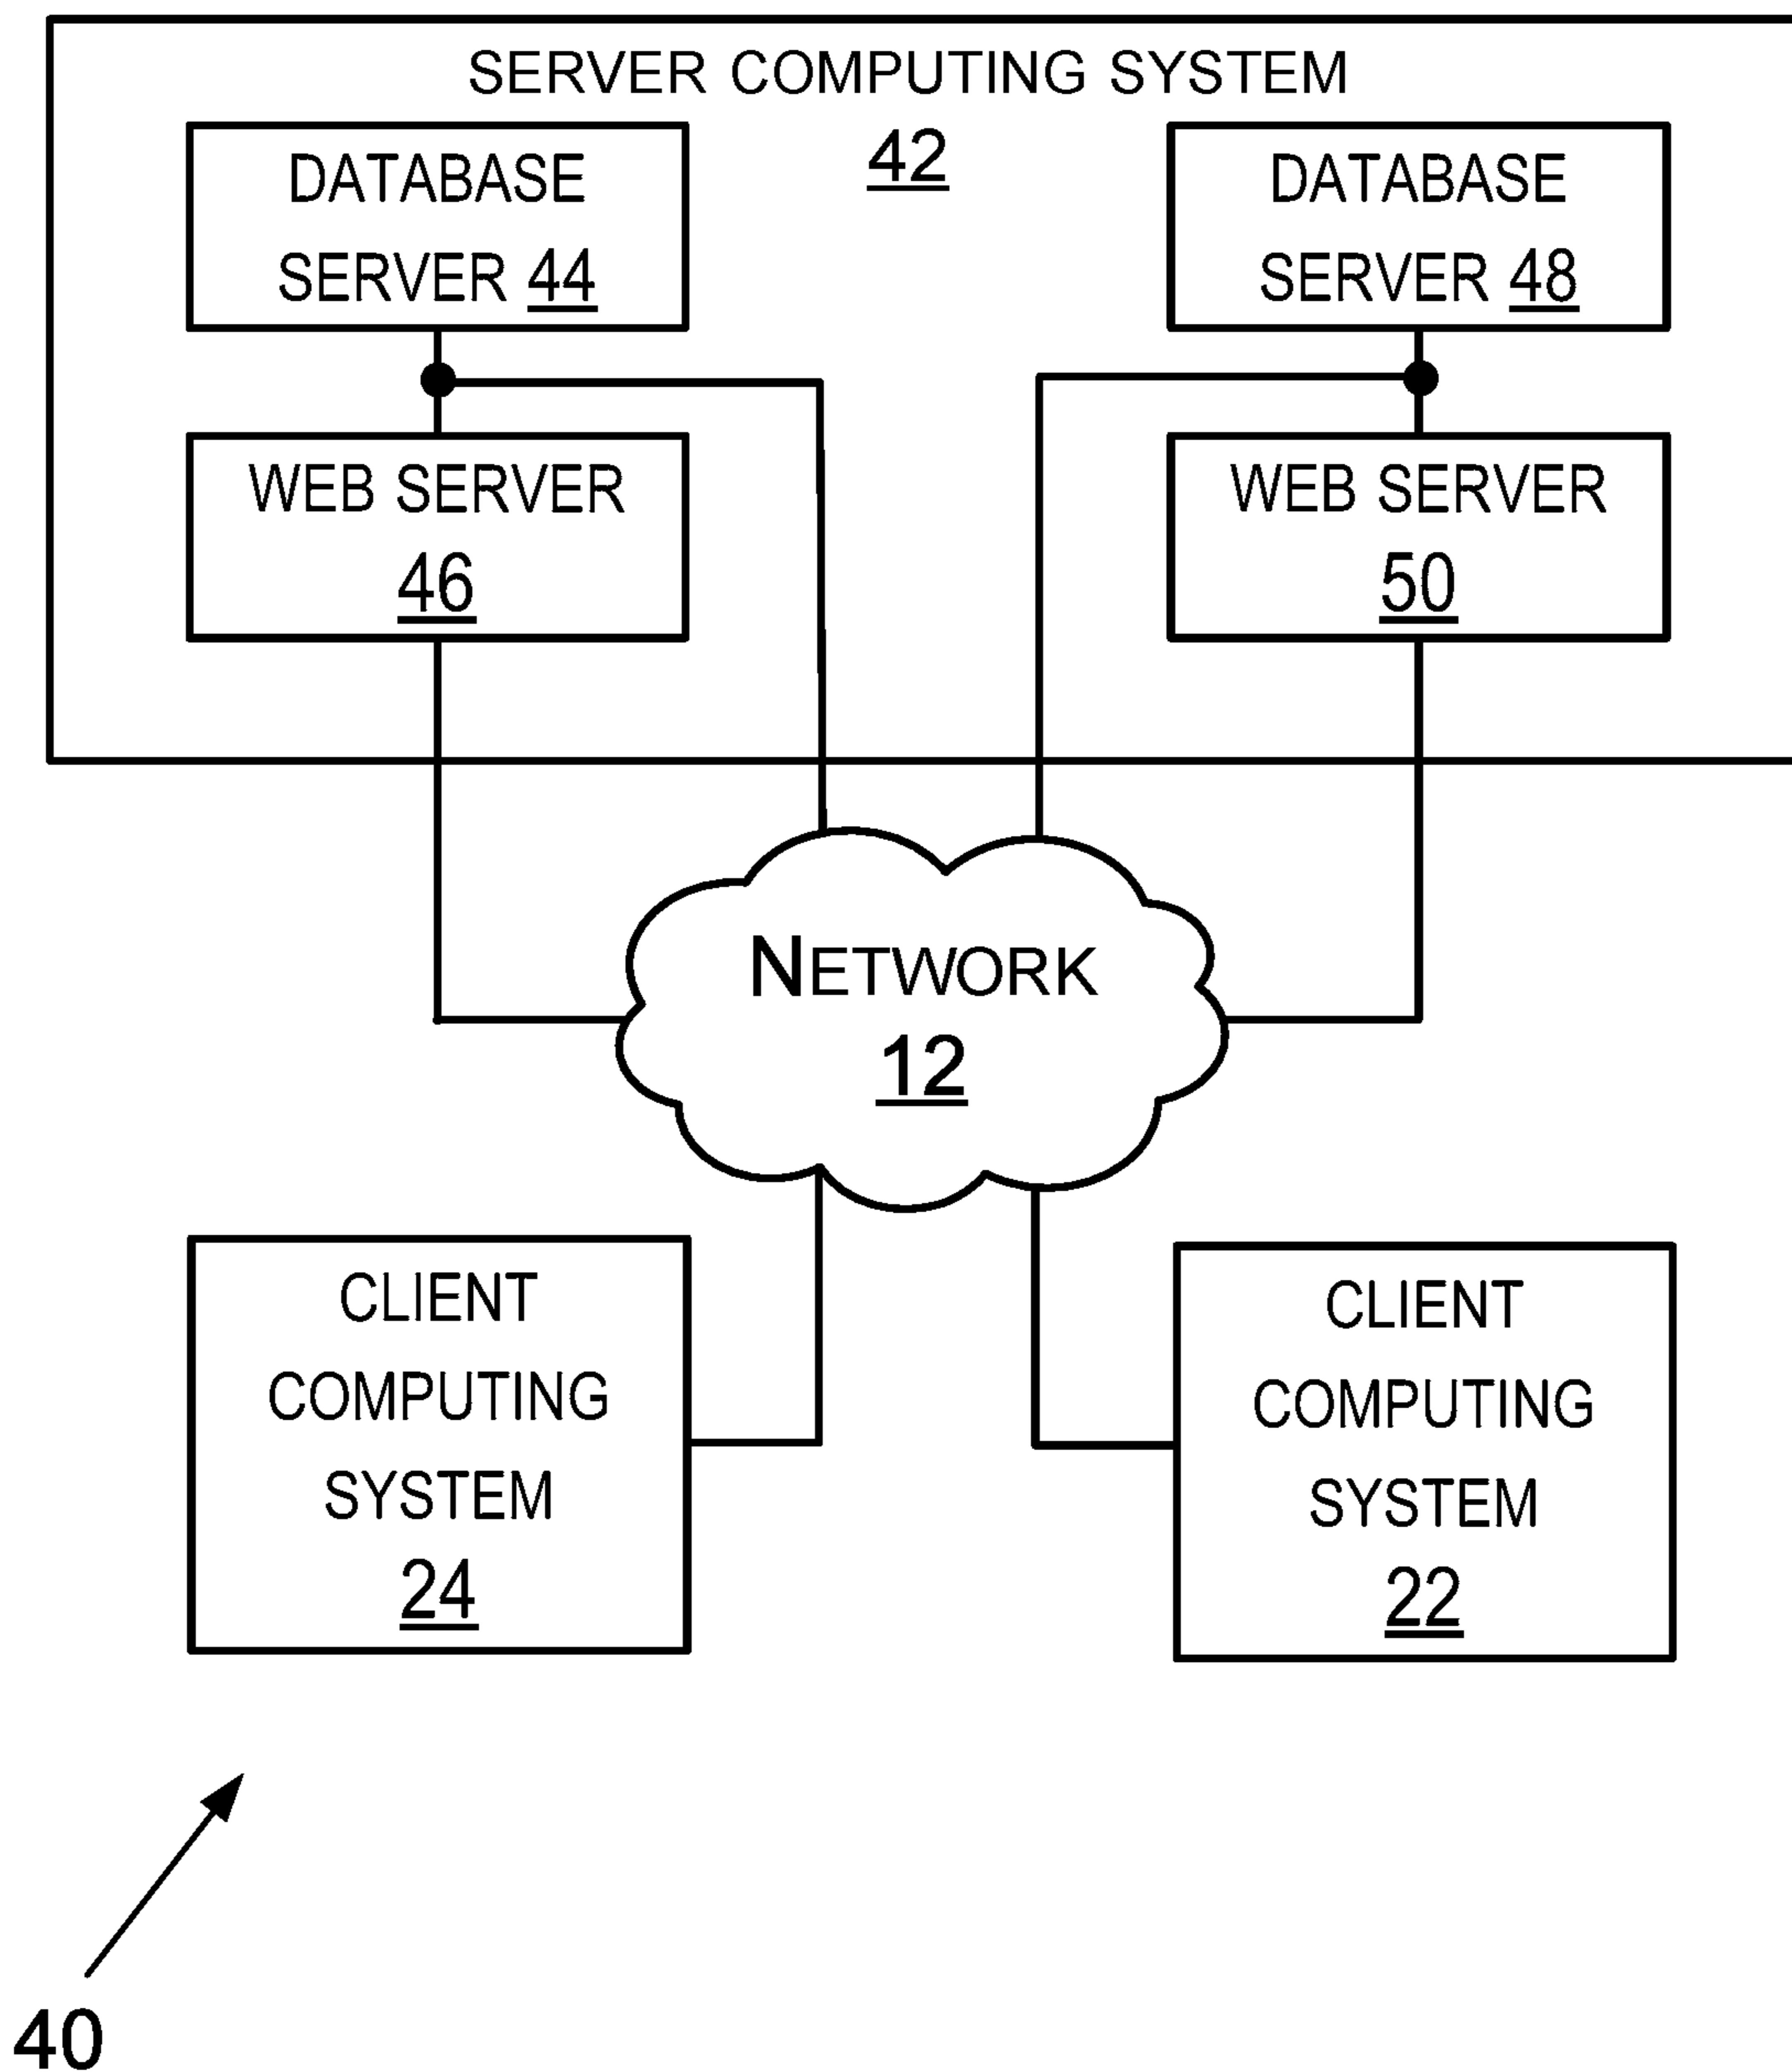 SERVER COMPUTING SYSTEM
42
DATABASE
SERVER 44
DATABASE
SERVER 48
WEB SERVER
46
WEB SERVER
50
NETWORK
12
CLIENT
COMPUTING
SYSTEM
24
CLIENT
COMPUTING
SYSTEM
22
40